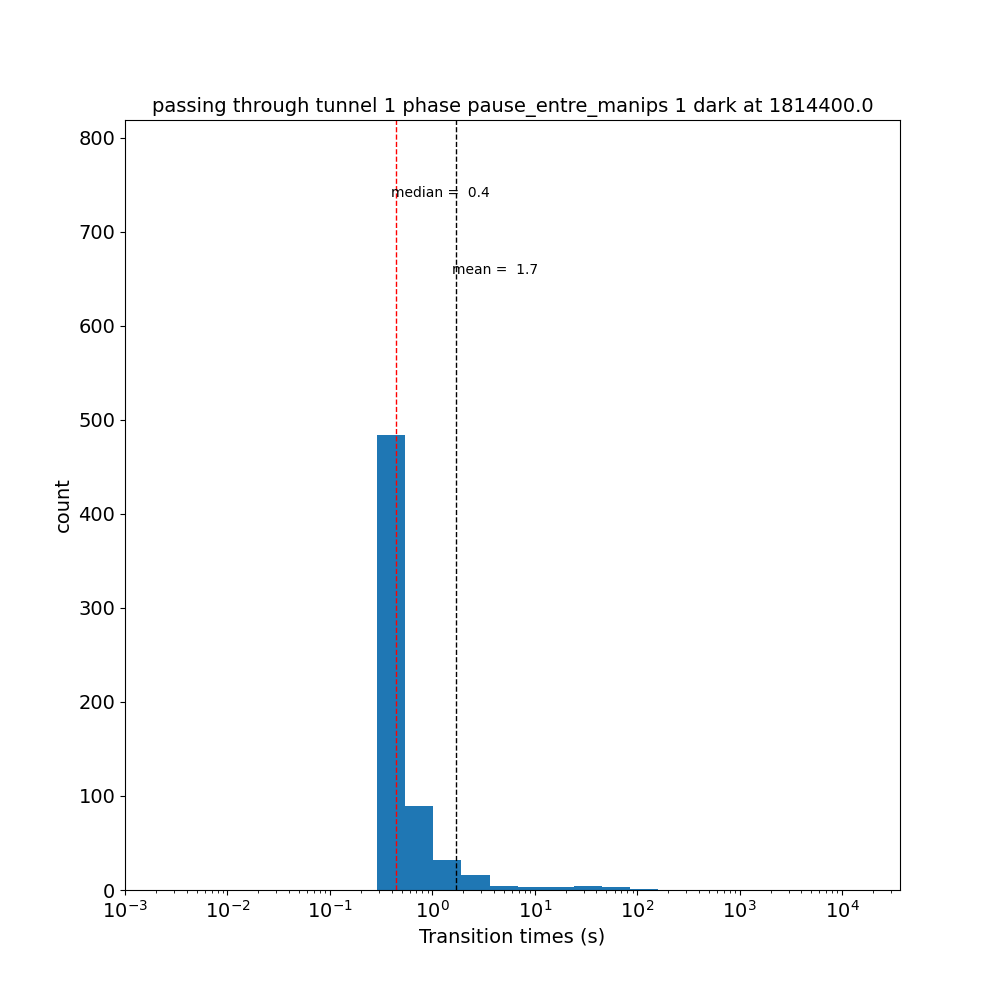 passing through tunnel 1 phase pause_entre_manips 1 dark at 1814400.0
800
median =  0.4
700
mean =  1.7
600
500
count
400
300
200
100
0
10⁻³ 10⁻² 10⁻¹ 10⁰ 10¹ 10² 10³ 10⁴
Transition times (s)